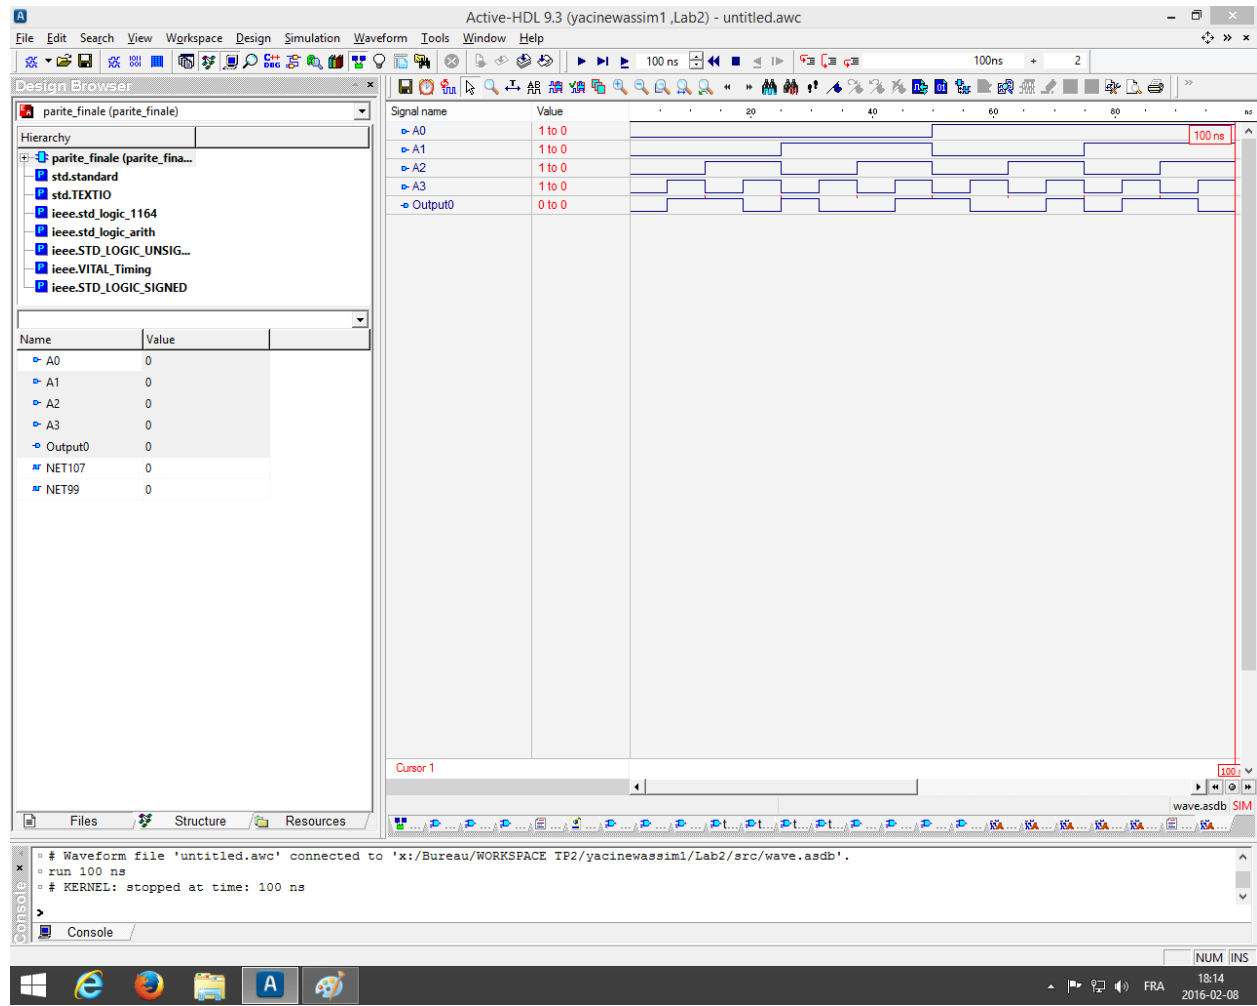 Active-HDL 9.3 (yacinewassim1 ,Lab2) - untitled.awc
File Edit Search View Workspace Design Simulation Waveform Tools Window Help
100 ns 100ns + 2
Design Browser
parite_finale (parite_finale)
Hierarchy
parite_finale (parite_fina...
std.standard
std.TEXTIO
ieee.std_logic_1164
ieee.std_logic_arith
ieee.STD_LOGIC_UNSIG...
ieee.VITAL_Timing
ieee.STD_LOGIC_SIGNED
Name Value
A0 0
A1 0
A2 0
A3 0
Output0 0
NET107 0
NET99 0
Files Structure Resources
Signal name Value 20 40 60 80 ns
A0 1 to 0 100 ns
A1 1 to 0
A2 1 to 0
A3 1 to 0
Output0 0 to 0
Cursor 1
wave.asdb SIM
# Waveform file 'untitled.awc' connected to 'x:/Bureau/WORKSPACE TP2/yacinewassim1/Lab2/src/wave.asdb'.
run 100 ns
# KERNEL: stopped at time: 100 ns
>
Console
Console
NUM INS
A FRA 18:14
2016-02-08